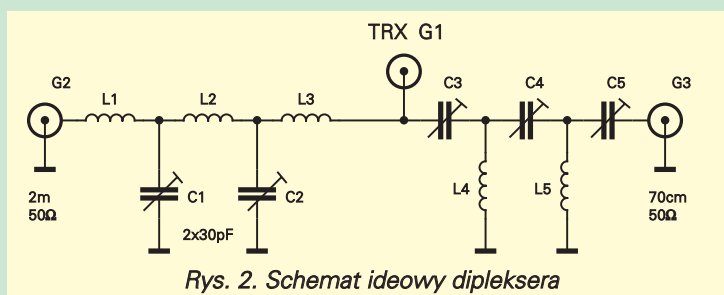 TRX G1
G2
L1
L2
L3
C3
C4
C5
G3
C1
C2
L4
L5
2m
50Ω
2x30pF
70cm
50Ω
Rys. 2. Schemat ideowy dipleksera